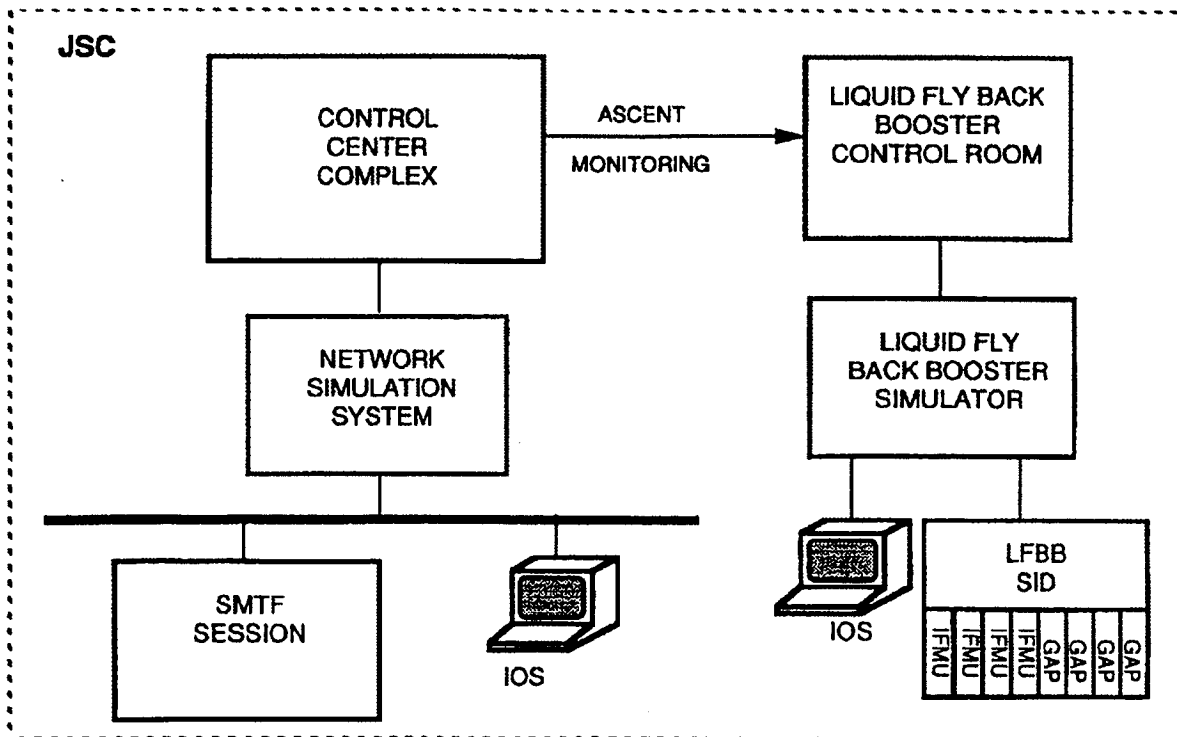 JSC
CONTROL
CENTER
COMPLEX
ASCENT
MONITORING
LIQUID FLY BACK
BOOSTER
CONTROL ROOM
NETWORK
SIMULATION
SYSTEM
LIQUID FLY
BACK BOOSTER
SIMULATOR
SMTF
SESSION
IOS
IOS
LFBB
SID
IFMU
IFMU
IFMU
IFMU
GAP
GAP
GAP
GAP